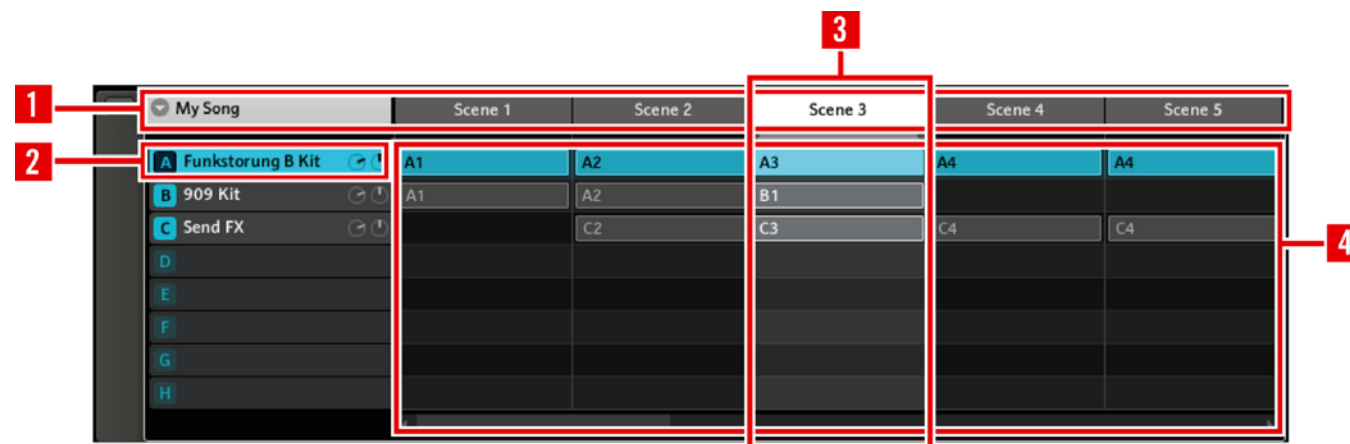 3
1
My Song Scene 1 Scene 2 Scene 3 Scene 4 Scene 5
2
A Funkstorung B Kit A1 A2 A3 A4 A4
B 909 Kit A1 A2 B1
C Send FX C2 C3 C4 C4
4
D
E
F
G
H